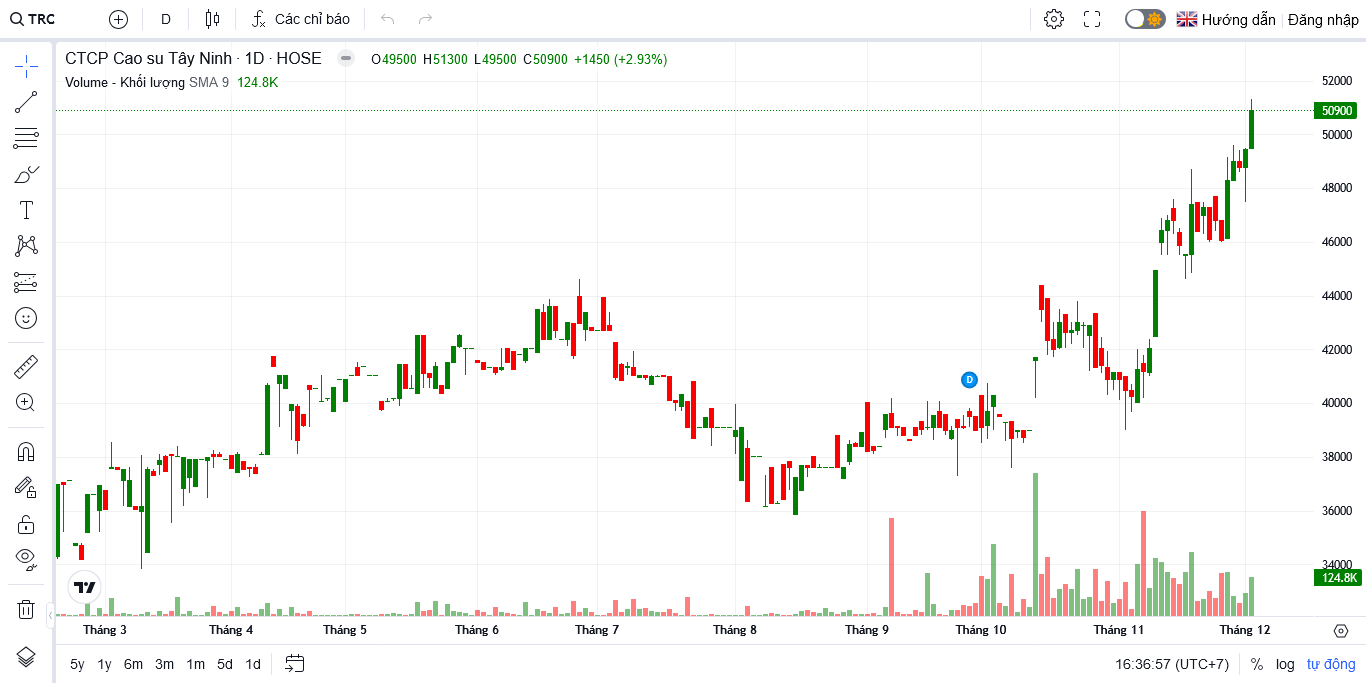 TRC D Các chỉ báo Hướng dẫn Đăng nhập
CTCP Cao su Tây Ninh · 1D · HOSE O49500 H51300 L49500 C50900 +1450 (+2.93%)
Volume - Khối lượng SMA 9 124.8K
52000
50900
50000
48000
46000
44000
42000
D
40000
38000
36000
34000
124.8K
Tháng 3 Tháng 4 Tháng 5 Tháng 6 Tháng 7 Tháng 8 Tháng 9 Tháng 10 Tháng 11 Tháng 12
5y 1y 6m 3m 1m 5d 1d 16:36:57 (UTC+7) % log tự động